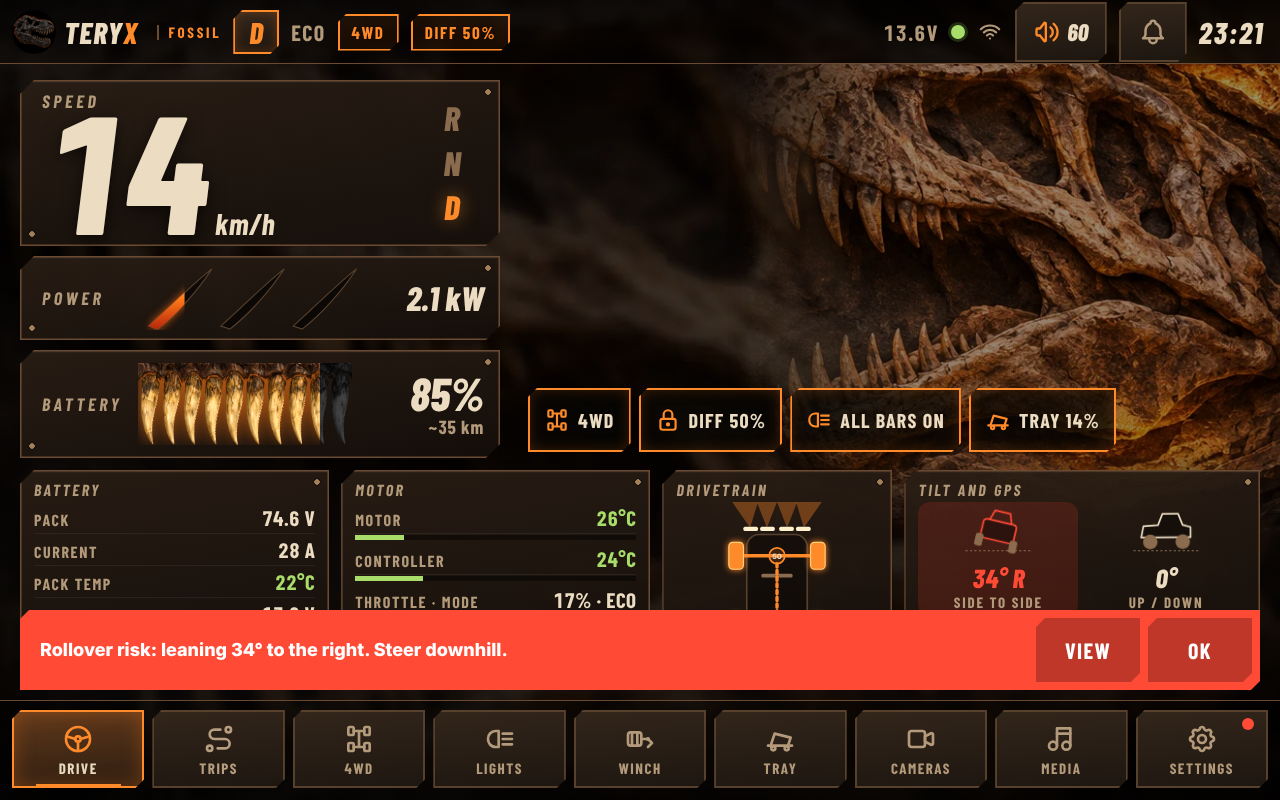 TERYX
FOSSIL
D
ECO
4WD
DIFF 50%
13.6V
60
23:21
SPEED
14 km/h
R
N
D
POWER
2.1 kW
BATTERY
85%
~35 km
4WD
DIFF 50%
ALL BARS ON
TRAY 14%
BATTERY
PACK 74.6 V
CURRENT 28 A
PACK TEMP 22°C
MOTOR
MOTOR 26°C
CONTROLLER 24°C
THROTTLE · MODE 17% · ECO
DRIVETRAIN
50
TILT AND GPS
34° R
SIDE TO SIDE
0°
UP / DOWN
Rollover risk: leaning 34° to the right. Steer downhill.
VIEW
OK
DRIVE
TRIPS
4WD
LIGHTS
WINCH
TRAY
CAMERAS
MEDIA
SETTINGS